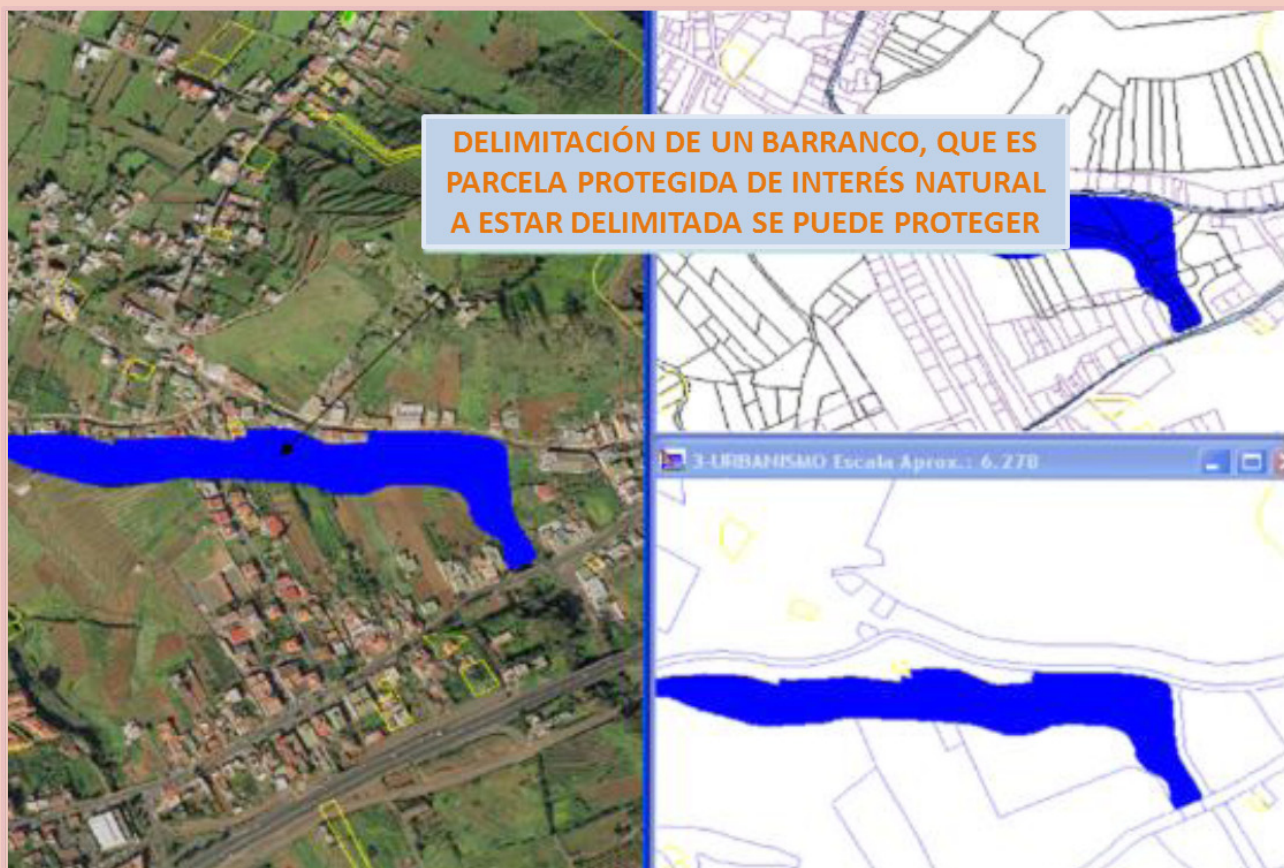 DELIMITACIÓN DE UN BARRANCO, QUE ES
PARCELA PROTEGIDA DE INTERÉS NATURAL
A ESTAR DELIMITADA SE PUEDE PROTEGER
3-URBANISMO Escala Aprox.: 6.278